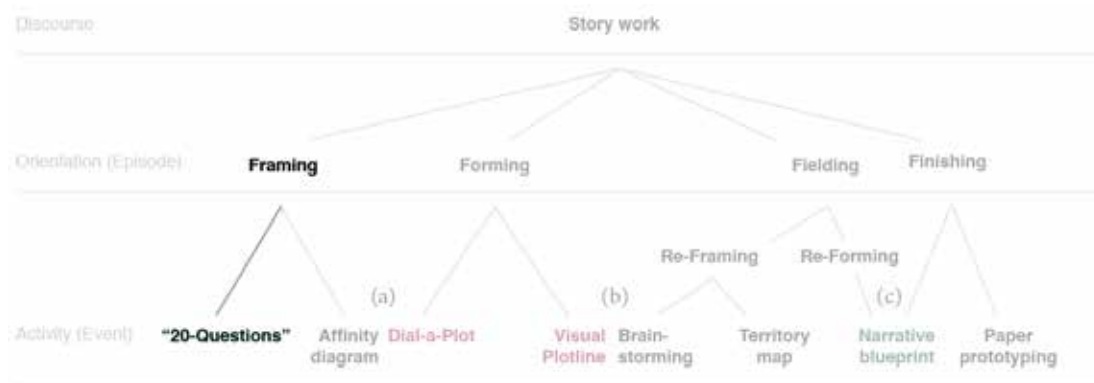 Discourse
Story work
Orientation (Episode)
Framing
Forming
Fielding
Finishing
Re-Framing
Re-Forming
(a)
(b)
(c)
Activity (Event)
“20-Questions”
Affinity
diagram
Dial-a-Plot
Visual
Plotline
Brain-
storming
Territory
map
Narrative
blueprint
Paper
prototyping